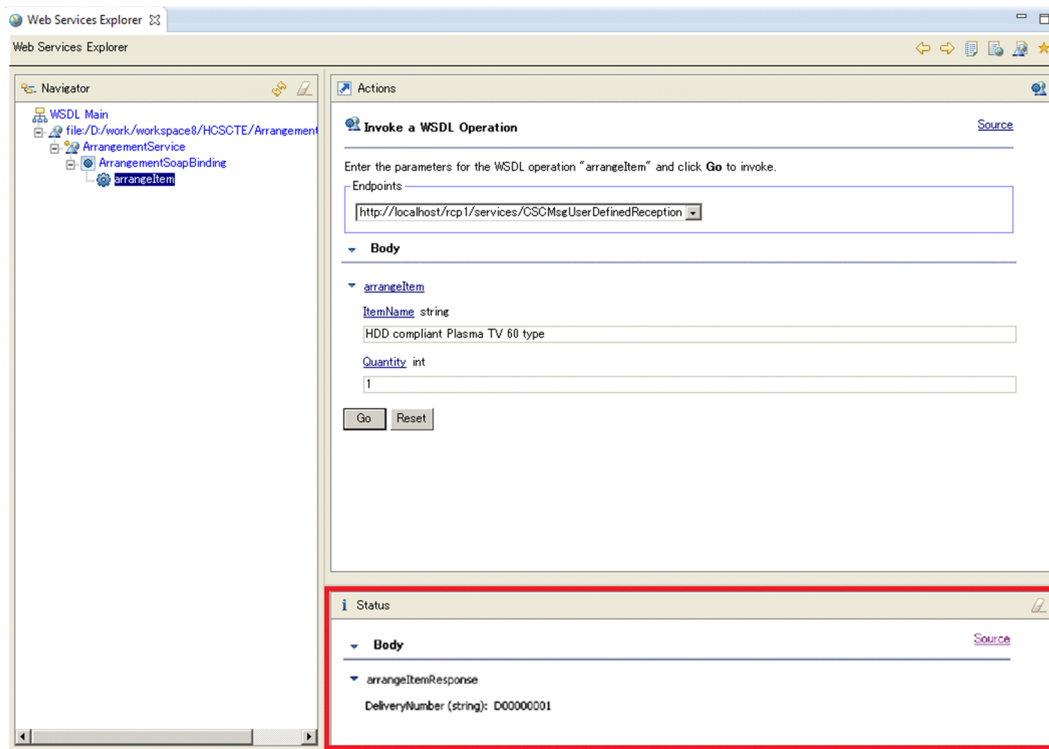 Web Services Explorer
Web Services Explorer
Navigator
WSDL Main
file:/D:/work/workspace8/HCSCTE/Arrangement
ArrangementService
ArrangementSoapBinding
arrangeItem
Actions
Invoke a WSDL Operation
Source
Enter the parameters for the WSDL operation "arrangeItem" and click Go to invoke.
Endpoints
http://localhost/rcp1/services/CSCMsgUserDefinedReception
Body
arrangeItem
ItemName string
HDD compliant Plasma TV 60 type
Quantity int
1
Go Reset
i Status
Body
Source
arrangeItemResponse
DeliveryNumber (string): D00000001